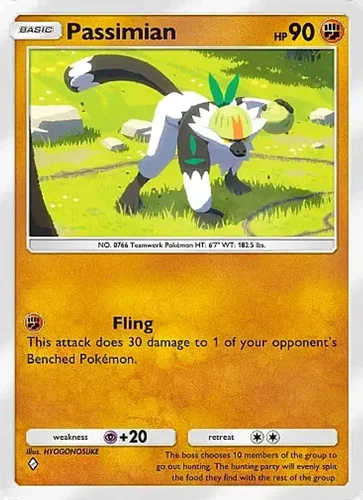 BASIC Passimian HP 90
NO. 0766 Teamwork Pokémon HT: 6'7" WT: 182.5 lbs.
Fling
This attack does 30 damage to 1 of your opponent's
Benched Pokémon.
weakness +20 retreat
Illus. HYOGONOSUKE
The boss chooses 10 members of the group to
go out hunting. The hunting party will evenly split
the food they find with the rest of the group.